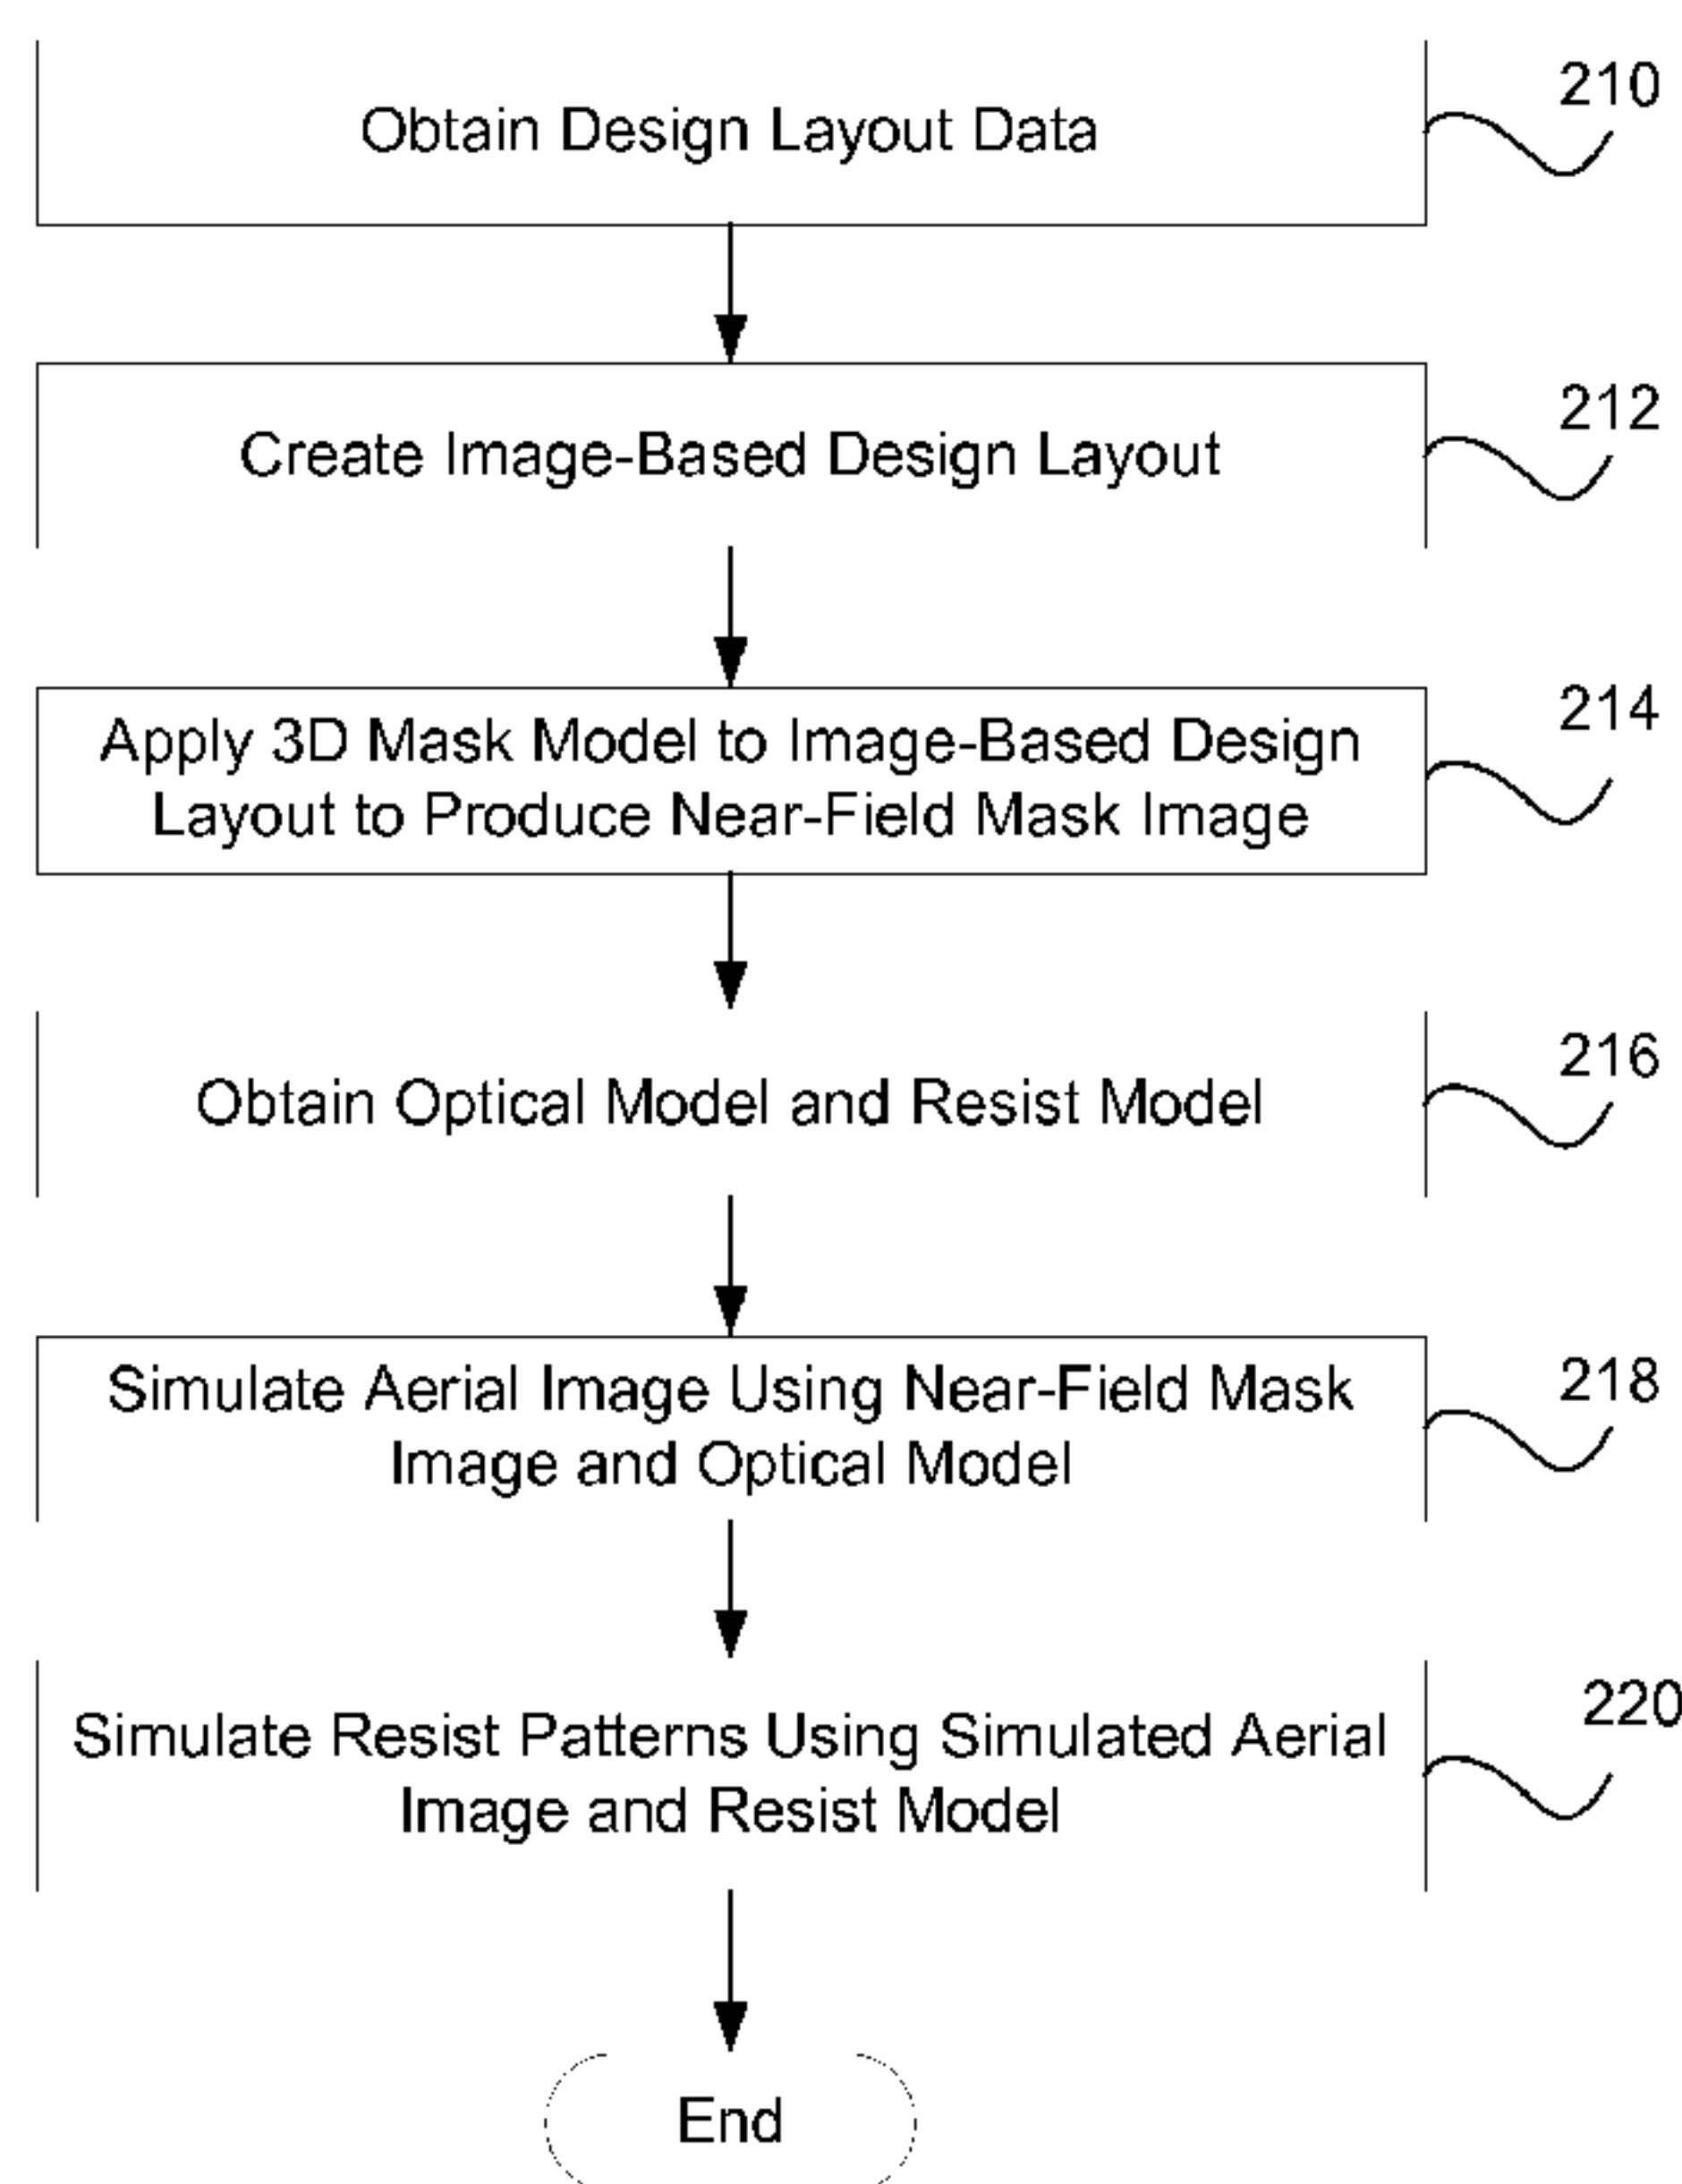 Obtain Design Layout Data
210
Create Image-Based Design Layout
212
Apply 3D Mask Model to Image-Based Design
Layout to Produce Near-Field Mask Image
214
Obtain Optical Model and Resist Model
216
Simulate Aerial Image Using Near-Field Mask
Image and Optical Model
218
Simulate Resist Patterns Using Simulated Aerial
Image and Resist Model
220
End